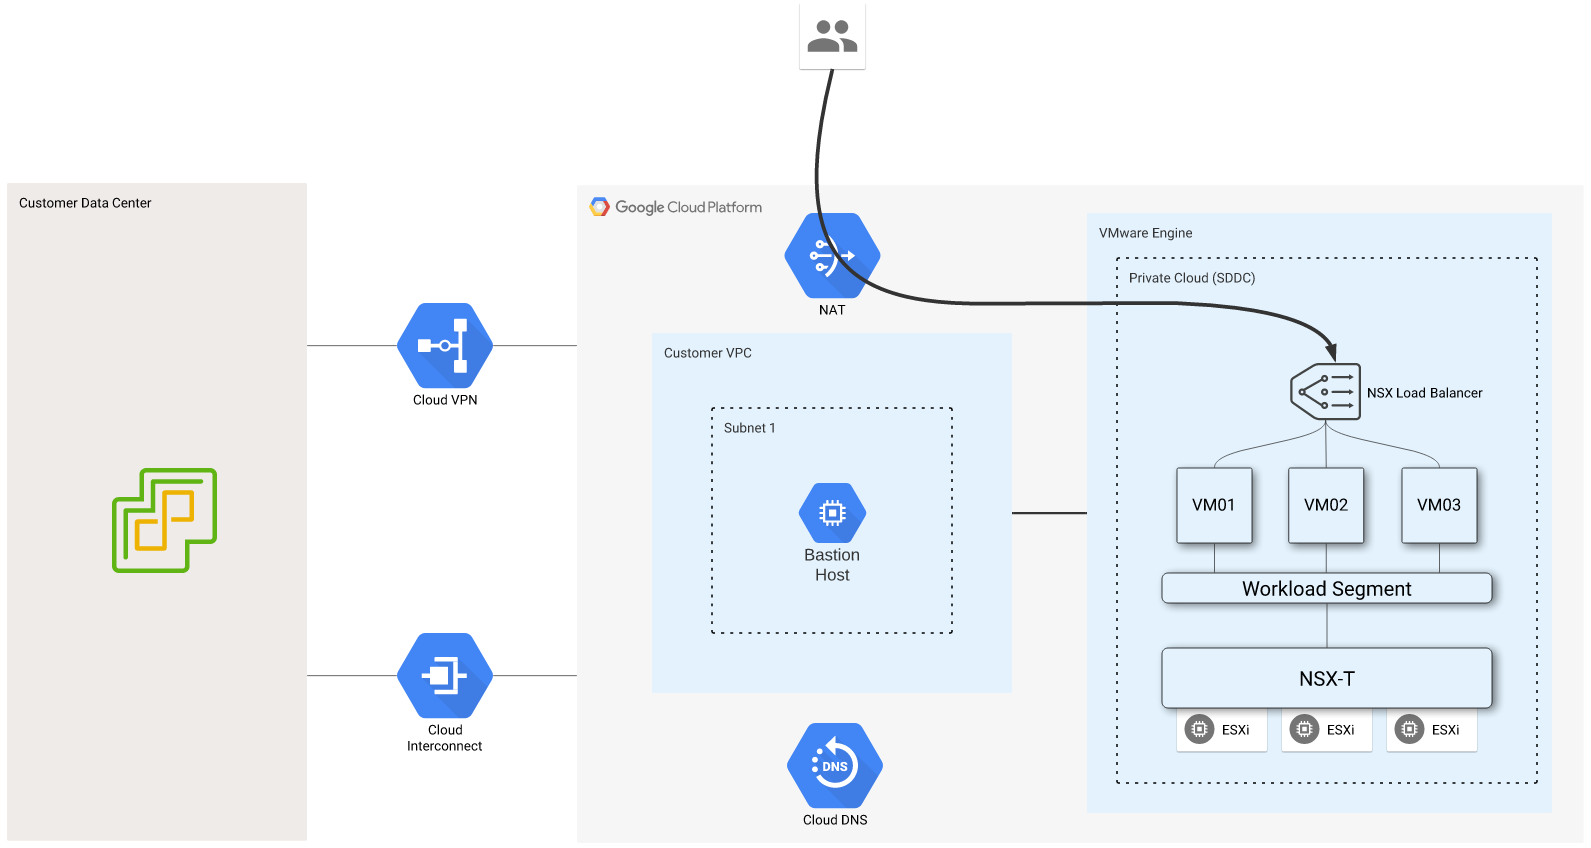 Customer Data Center
Google Cloud Platform
NAT
VMware Engine
Private Cloud (SDDC)
Cloud VPN
Customer VPC
Subnet 1
Bastion
Host
NSX Load Balancer
VM01
VM02
VM03
Workload Segment
NSX-T
ESXi
ESXi
ESXi
Cloud
Interconnect
DNS
Cloud DNS